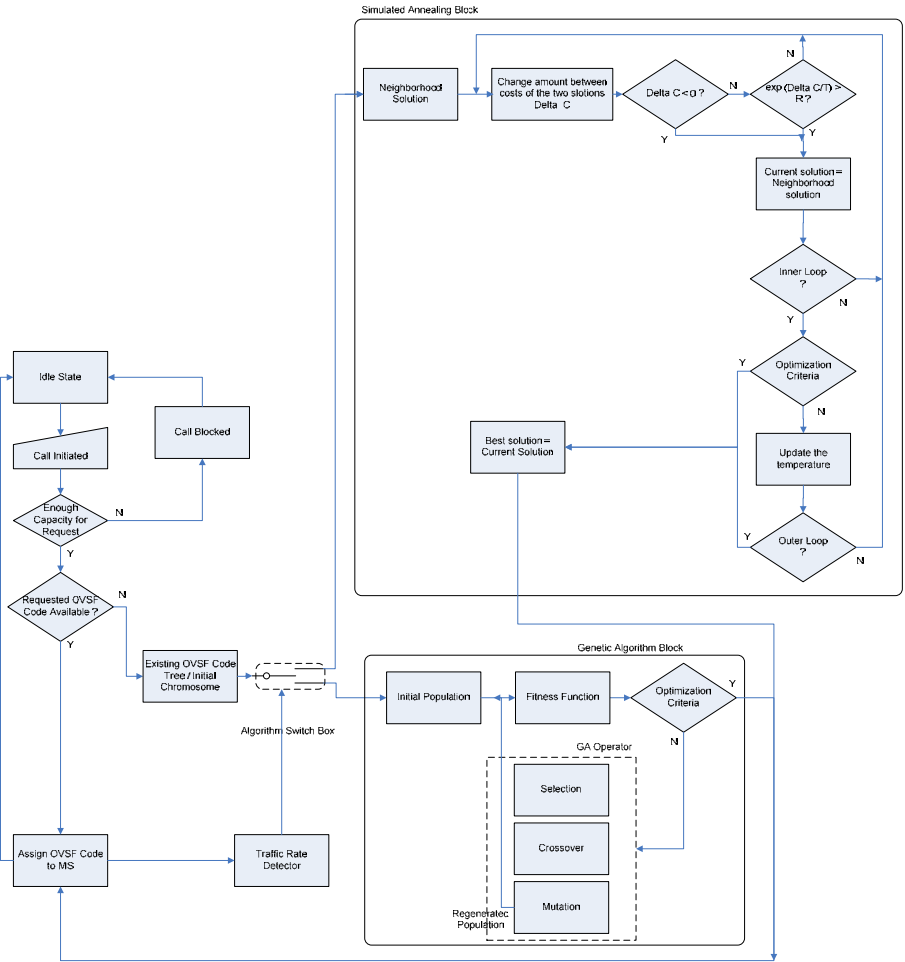 Simulated Annealing Block
Neighborhood
Solution
Change amount between
costs of the two slotions
Delta C
Delta C < 0 ?
N
exp (Delta C/T) >
R ?
N
Y
Y
Current solution =
Neighborhood
solution
Inner Loop
?
N
Y
Optimization
Criteria
Y
N
Update the
temperature
Outer Loop
?
Y
N
Best solution =
Current Solution
Idle State
Call Initiated
Call Blocked
Enough
Capacity for
Request
N
Y
Requested OVSF
Code Available ?
N
Y
Existing OVSF Code
Tree / Initial
Chromosome
Algorithm Switch Box
Assign OVSF Code
to MS
Traffic Rate
Detector
Genetic Algorithm Block
Initial Population
Fitness Function
Optimization
Criteria
Y
N
GA Operator
Selection
Crossover
Mutation
Regenerated
Population